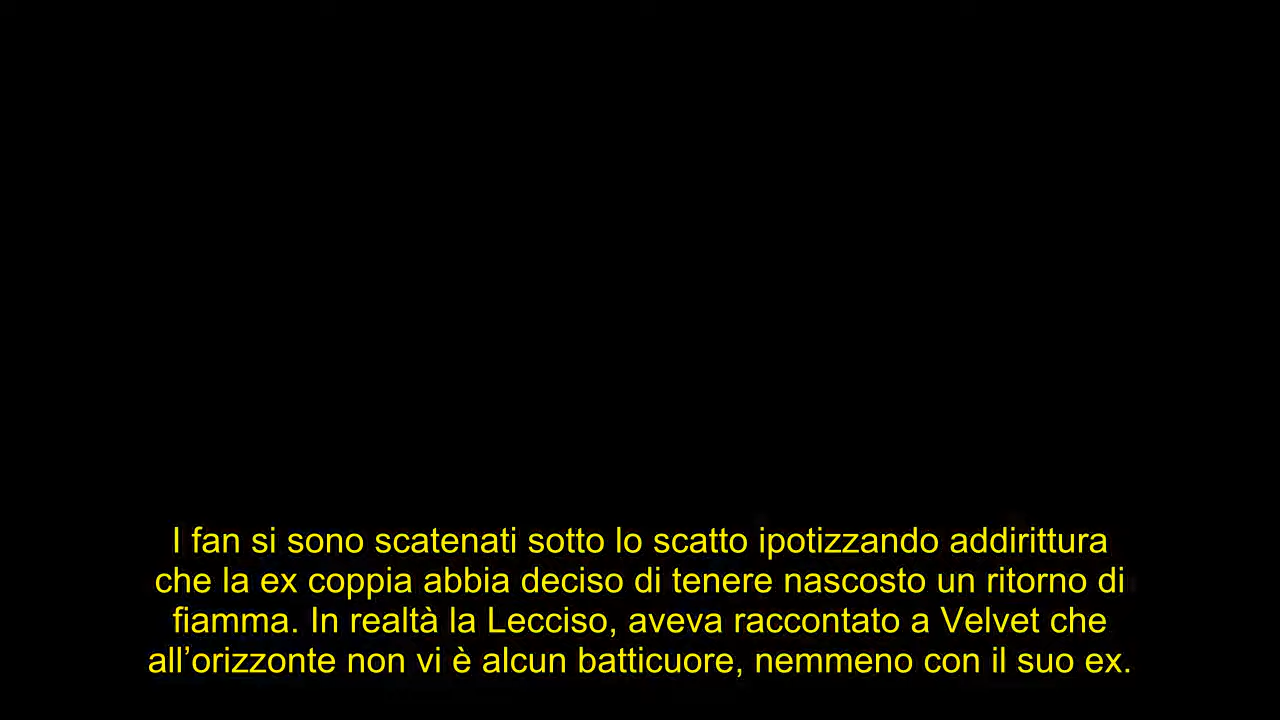 I fan si sono scatenati sotto lo scatto ipotizzando addirittura
che la ex coppia abbia deciso di tenere nascosto un ritorno di
fiamma. In realtà la Lecciso, aveva raccontato a Velvet che
all’orizzonte non vi è alcun batticuore, nemmeno con il suo ex.